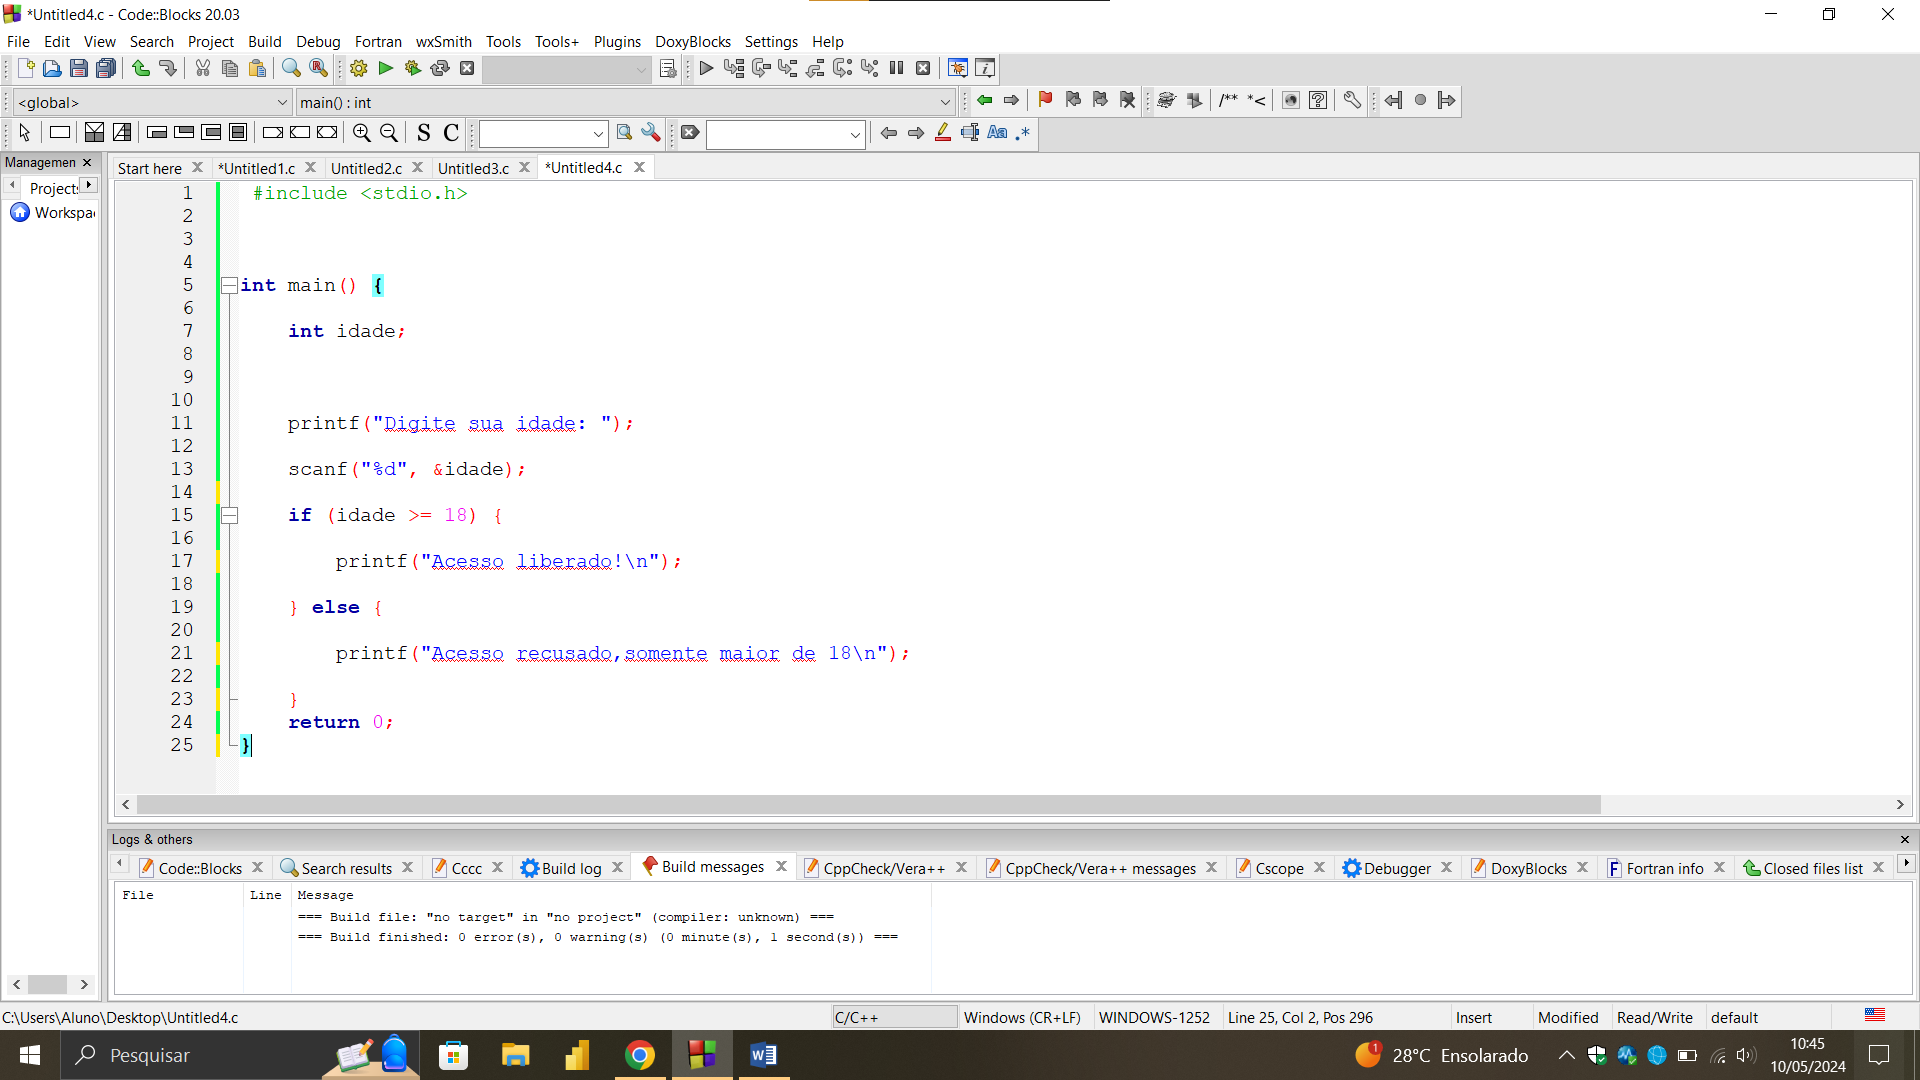 *Untitled4.c - Code::Blocks 20.03
File Edit View Search Project Build Debug Fortran wxSmith Tools Tools+ Plugins DoxyBlocks Settings Help
<global> main() : int
/** *<
S C Aa .*
Managemen
Start here *Untitled1.c Untitled2.c Untitled3.c *Untitled4.c
Projects
Workspa
1 #include <stdio.h>
2
3
4
5 int main() {
6
7 int idade;
8
9
10
11 printf("Digite sua idade: ");
12
13 scanf("%d", &idade);
14
15 if (idade >= 18) {
16
17 printf("Acesso liberado!\n");
18
19 } else {
20
21 printf("Acesso recusado,somente maior de 18\n");
22
23 }
24 return 0;
25 }
Logs & others
Code::Blocks Search results Cccc Build log Build messages CppCheck/Vera++ CppCheck/Vera++ messages Cscope Debugger DoxyBlocks Fortran info Closed files list
File Line Message
=== Build file: "no target" in "no project" (compiler: unknown) ===
=== Build finished: 0 error(s), 0 warning(s) (0 minute(s), 1 second(s)) ===
C:\Users\Aluno\Desktop\Untitled4.c C/C++ Windows (CR+LF) WINDOWS-1252 Line 25, Col 2, Pos 296 Insert Modified Read/Write default
Pesquisar 1 28°C Ensolarado 10:45
10/05/2024